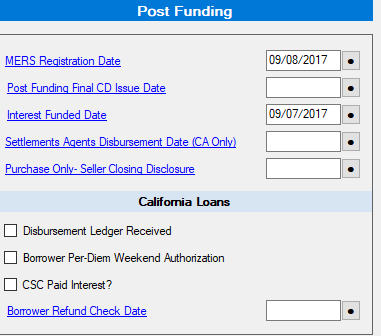 Post Funding
MERS Registration Date 09/08/2017
Post Funding Final CD Issue Date
Interest Funded Date 09/07/2017
Settlements Agents Disbursement Date (CA Only)
Purchase Only- Seller Closing Disclosure
California Loans
Disbursement Ledger Received
Borrower Per-Diem Weekend Authorization
CSC Paid Interest?
Borrower Refund Check Date